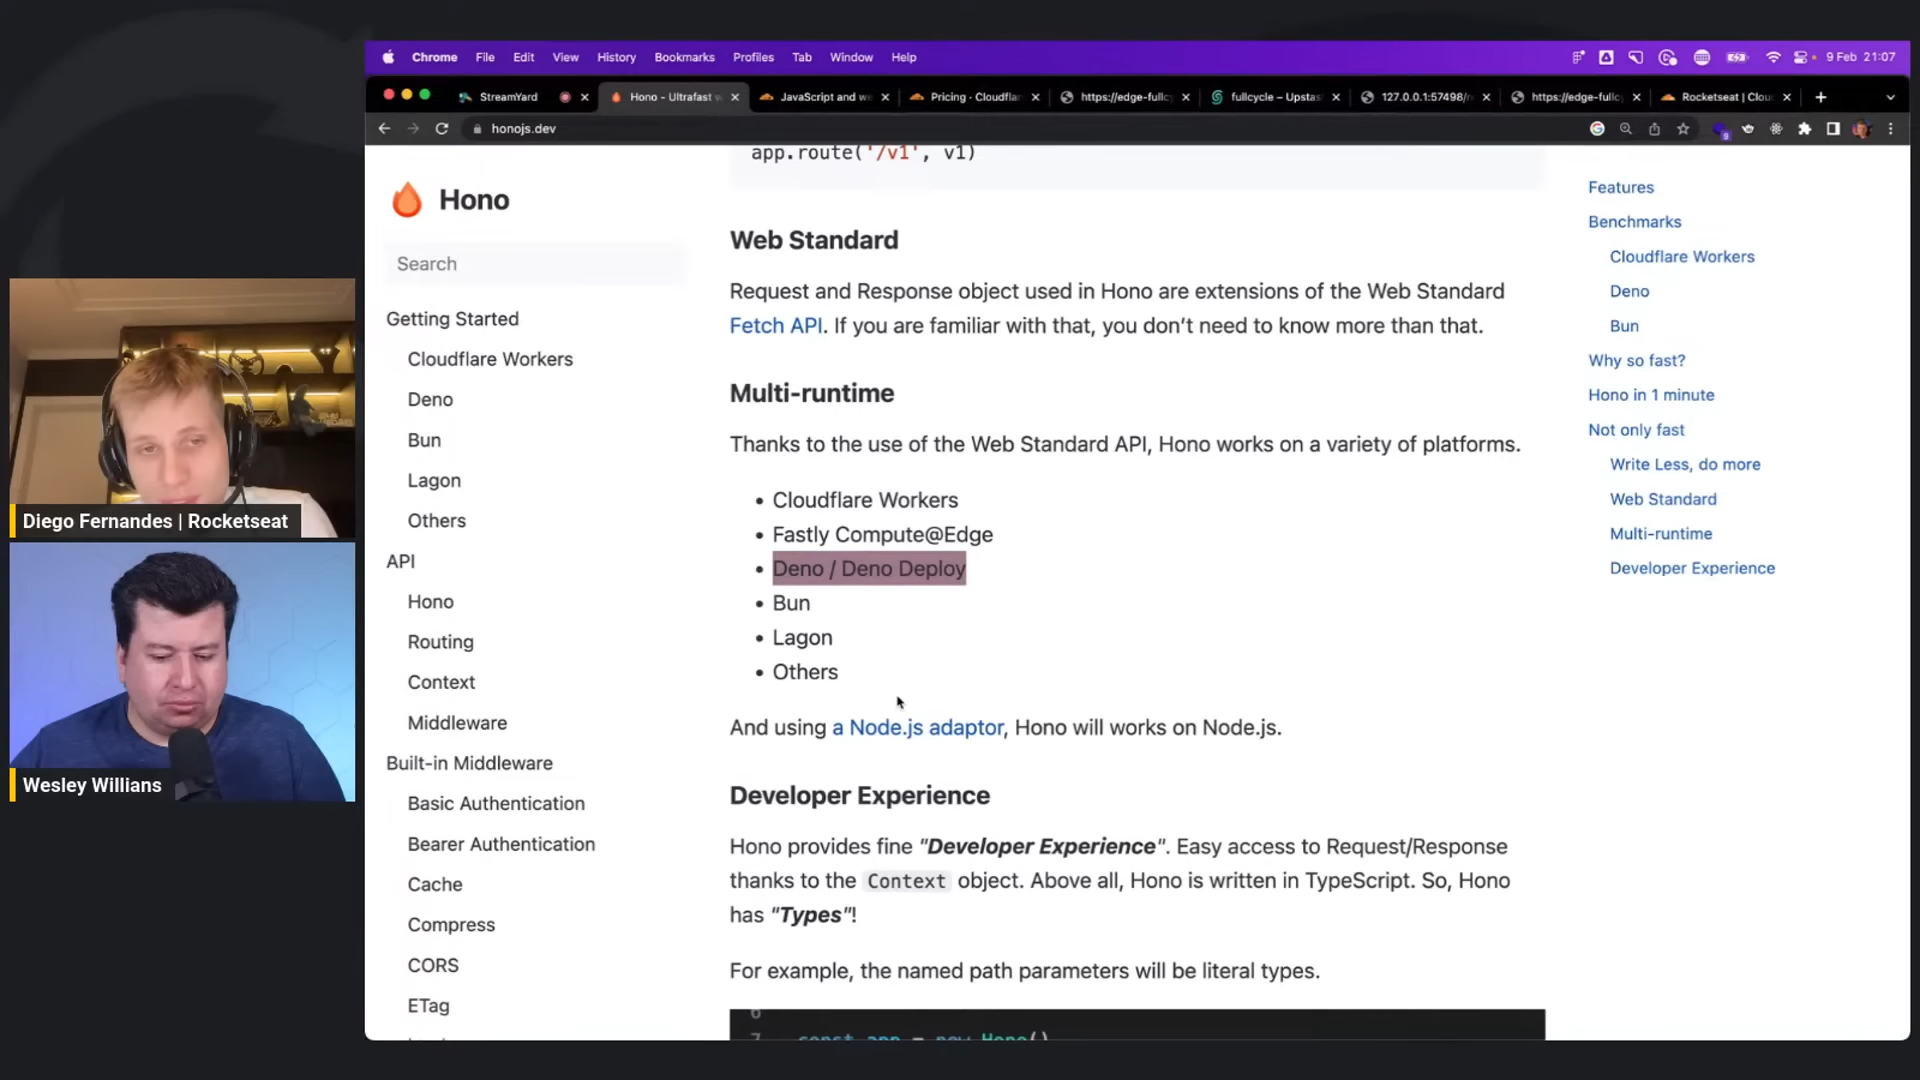 Chrome File Edit View History Bookmarks Profiles Tab Window Help 9 Feb 21:07
StreamYard
Hono - Ultrafast w
JavaScript and we
Pricing · Cloudflar
https://edge-fullcy
fullcycle – Upsta
127.0.0.1:57498/
https://edge-fullcy
Rocketseat | Clou
honojs.dev
Hono
Search
Getting Started
Cloudflare Workers
Deno
Bun
Lagon
Others
API
Hono
Routing
Context
Middleware
Built-in Middleware
Basic Authentication
Bearer Authentication
Cache
Compress
CORS
ETag
app.route('/v1', v1)
Web Standard
Request and Response object used in Hono are extensions of the Web Standard
Fetch API. If you are familiar with that, you don't need to know more than that.
Multi-runtime
Thanks to the use of the Web Standard API, Hono works on a variety of platforms.
• Cloudflare Workers
• Fastly Compute@Edge
• Deno / Deno Deploy
• Bun
• Lagon
• Others
And using a Node.js adaptor, Hono will works on Node.js.
Developer Experience
Hono provides fine "Developer Experience". Easy access to Request/Response
thanks to the Context object. Above all, Hono is written in TypeScript. So, Hono
has "Types"!
For example, the named path parameters will be literal types.
6
7 const app = new Hono()
Features
Benchmarks
Cloudflare Workers
Deno
Bun
Why so fast?
Hono in 1 minute
Not only fast
Write Less, do more
Web Standard
Multi-runtime
Developer Experience
Diego Fernandes | Rocketseat
Wesley Willians